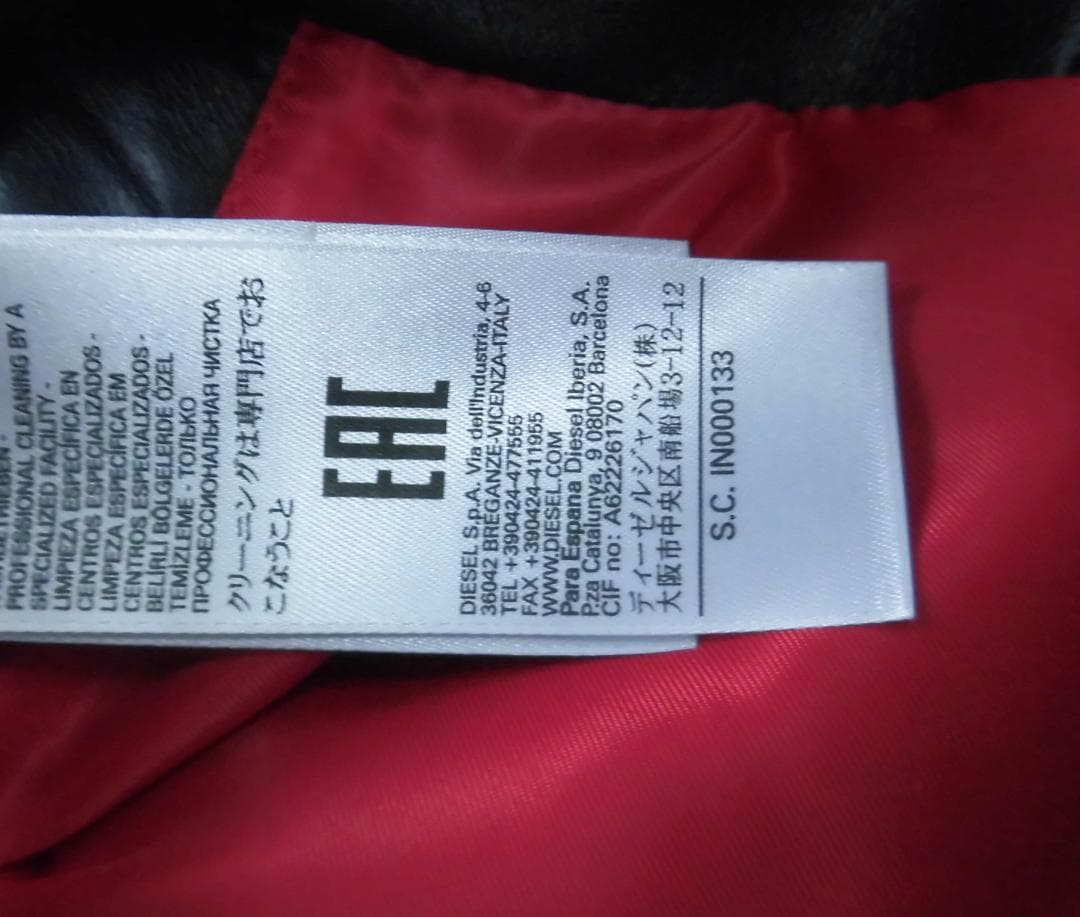 PROFESSIONAL CLEANING BY A
SPECIALIZED FACILITY -
LIMPIEZA ESPECÍFICA EN
CENTROS ESPECIALIZADOS -
LIMPEZA ESPECÍFICA EM
CENTROS ESPECIALIZADOS -
BELIRLI BÖLGELERDE ÖZEL
TEMİZLEME - ТОЛЬКО
ПРОФЕССИОНАЛЬНАЯ ЧИСТКА
クリーニングは専門店でお
こなうこと
EAC
DIESEL S.p.A. Via dell'Industria, 4-6
36042 BREGANZE-VICENZA-ITALY
TEL +390424-477555
FAX +390424-411955
WWW.DIESEL.COM
Para Espana Diesel Iberia, S.A.
P.za Catalunya, 9 08002 Barcelona
CIF no: A62226170
ディーゼルジャパン(株)
大阪市中央区南船場3-12-12
S.C. IN000133